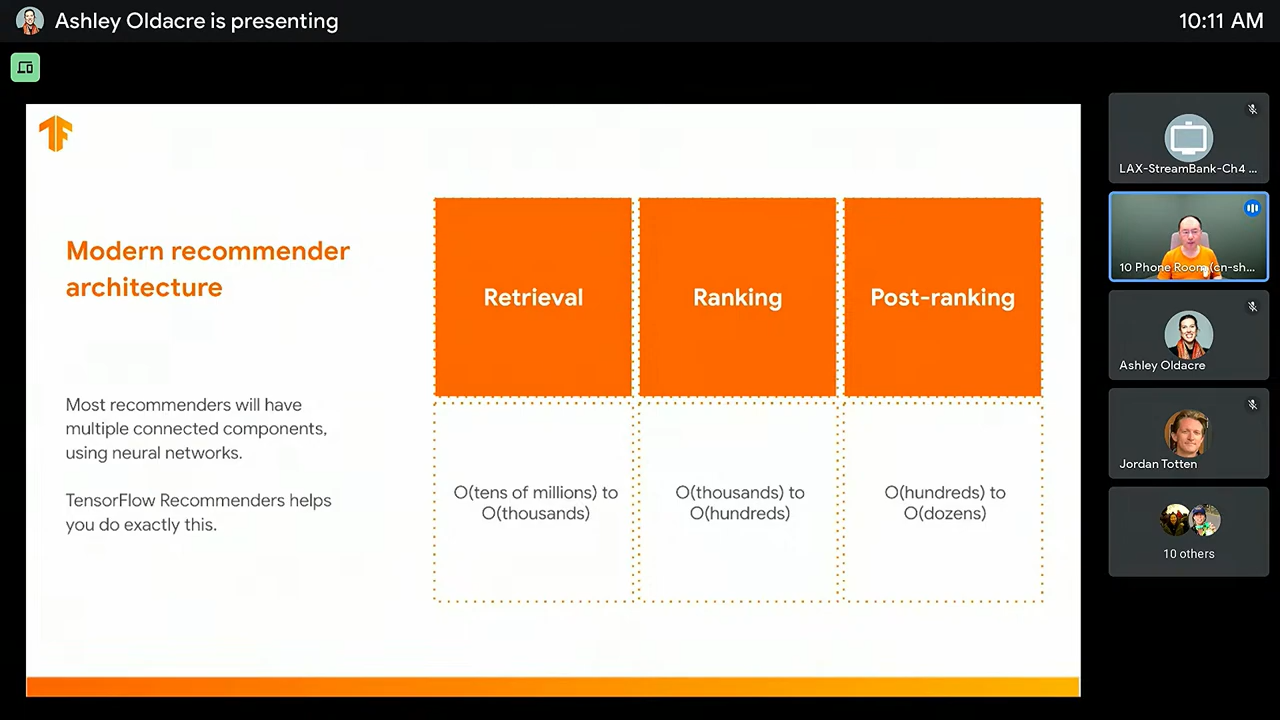 Ashley Oldacre is presenting
10:11 AM
Modern recommender
architecture
Most recommenders will have
multiple connected components,
using neural networks.
TensorFlow Recommenders helps
you do exactly this.
Retrieval
Ranking
Post-ranking
O(tens of millions) to
O(thousands)
O(thousands) to
O(hundreds)
O(hundreds) to
O(dozens)
LAX-StreamBank-Ch4 ...
10 Phone Room (cn-sh...
Ashley Oldacre
Jordan Totten
10 others